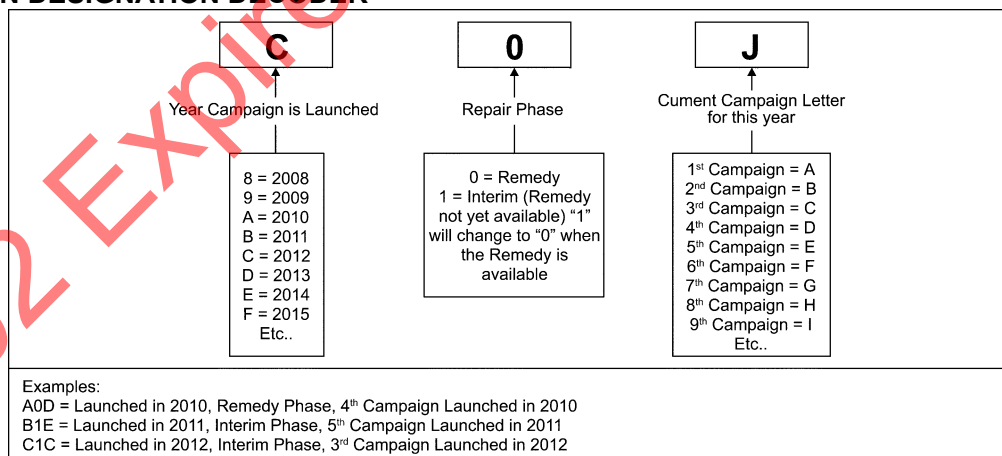 N DESIGNATION DECODER
C
0
J
Year Campaign is Launched
Repair Phase
Cument Campaign Letter
for this year
8 = 2008
9 = 2009
A = 2010
B = 2011
C = 2012
D = 2013
E = 2014
F = 2015
Etc..
0 = Remedy
1 = Interim (Remedy
not yet available) “1”
will change to “0” when
the Remedy is
available
1st Campaign = A
2nd Campaign = B
3rd Campaign = C
4th Campaign = D
5th Campaign = E
6th Campaign = F
7th Campaign = G
8th Campaign = H
9th Campaign = I
Etc..
Examples:
A0D = Launched in 2010, Remedy Phase, 4th Campaign Launched in 2010
B1E = Launched in 2011, Interim Phase, 5th Campaign Launched in 2011
C1C = Launched in 2012, Interim Phase, 3rd Campaign Launched in 2012
2 Expire